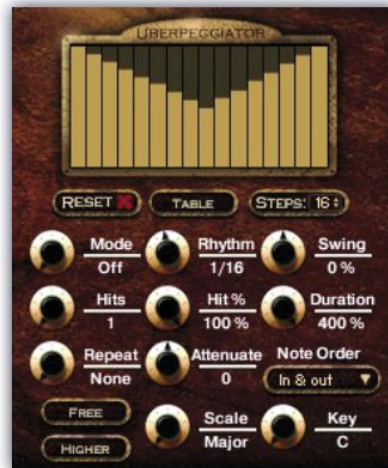 UBERPEGGIATOR
RESET X TABLE STEPS: 16
Mode Rhythm Swing
Off 1/16 0 %
Hits Hit % Duration
1 100 % 400 %
Repeat Attenuate Note Order
None 0 In & out
FREE Scale Key
HIGHER Major C